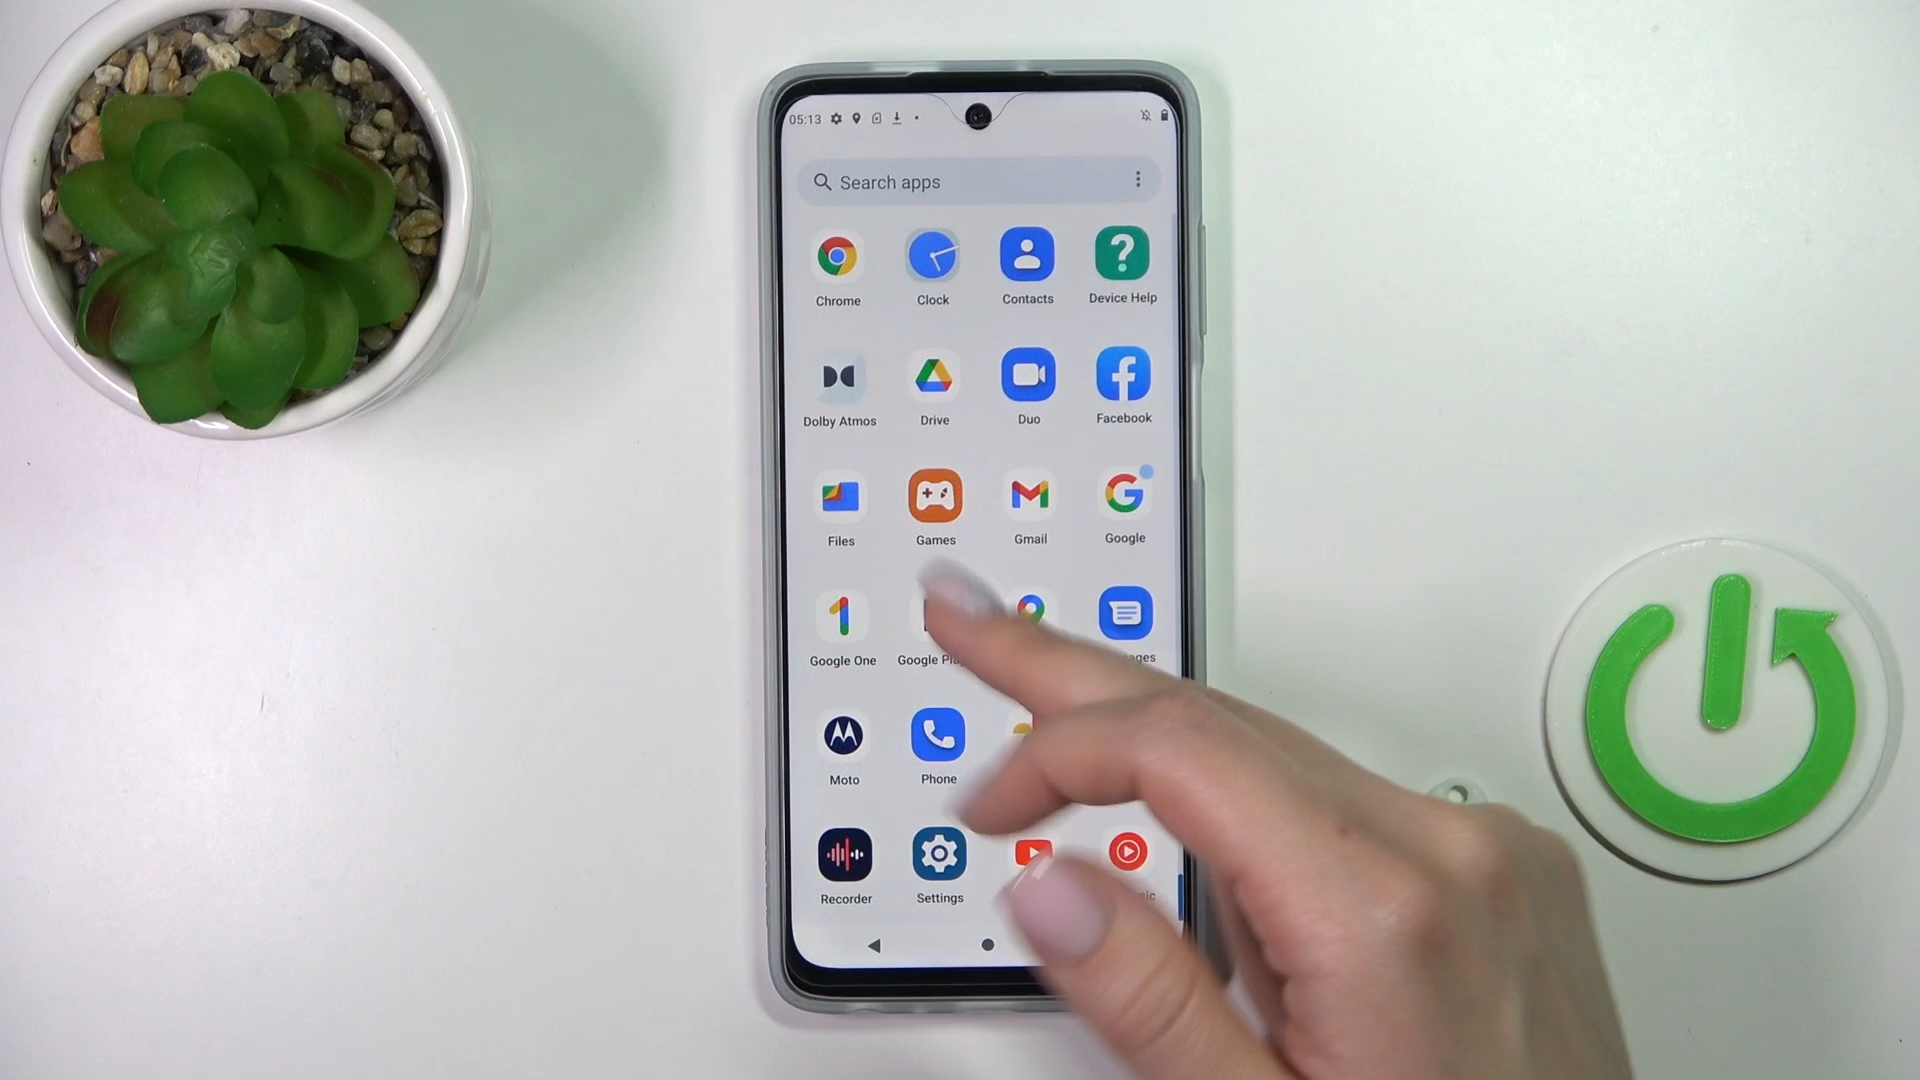 05:13
Search apps
Chrome Clock Contacts Device Help
Dolby Atmos Drive Duo Facebook
Files Games Gmail Google
Google One Google
Moto Phone
Recorder Settings